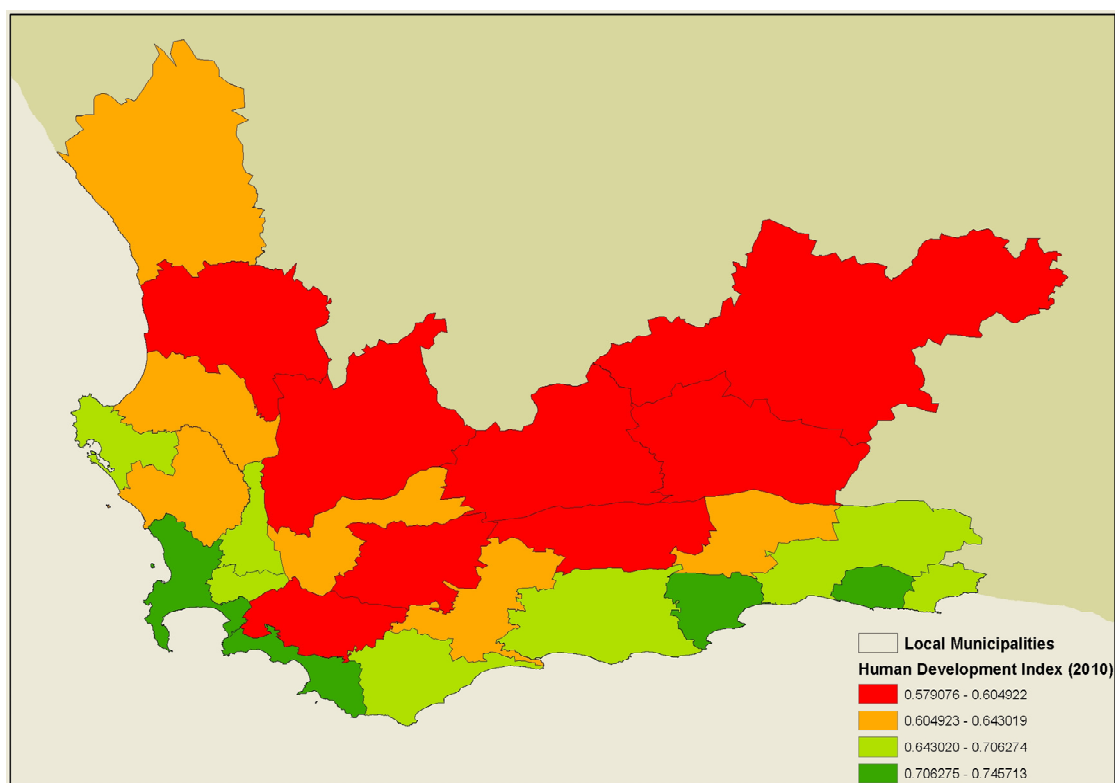 Local Municipalities
Human Development Index (2010)
0.579076 - 0.604922
0.604923 - 0.643019
0.643020 - 0.706274
0.706275 - 0.745713